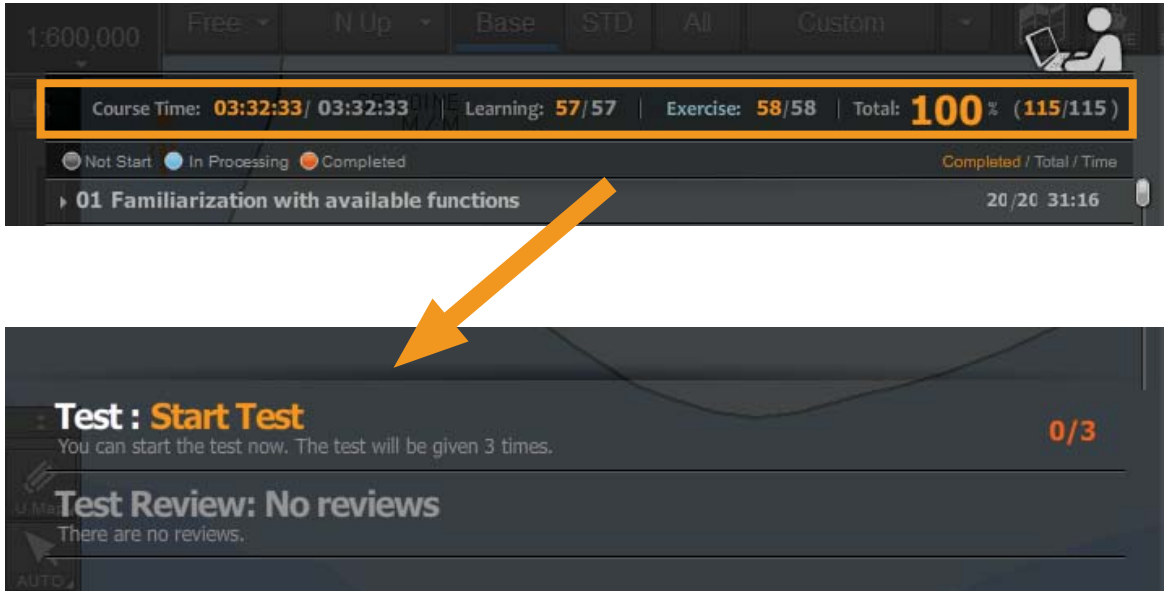 1:600,000 Free N Up Base STD All Custom
Course Time: 03:32:33/ 03:32:33 | Learning: 57/57 | Exercise: 58/58 | Total: 100% (115/115)
Not Start In Processing Completed Completed / Total / Time
01 Familiarization with available functions 20/20 31:16
Test : Start Test 0/3
You can start the test now. The test will be given 3 times.
Test Review: No reviews
There are no reviews.
AUTO